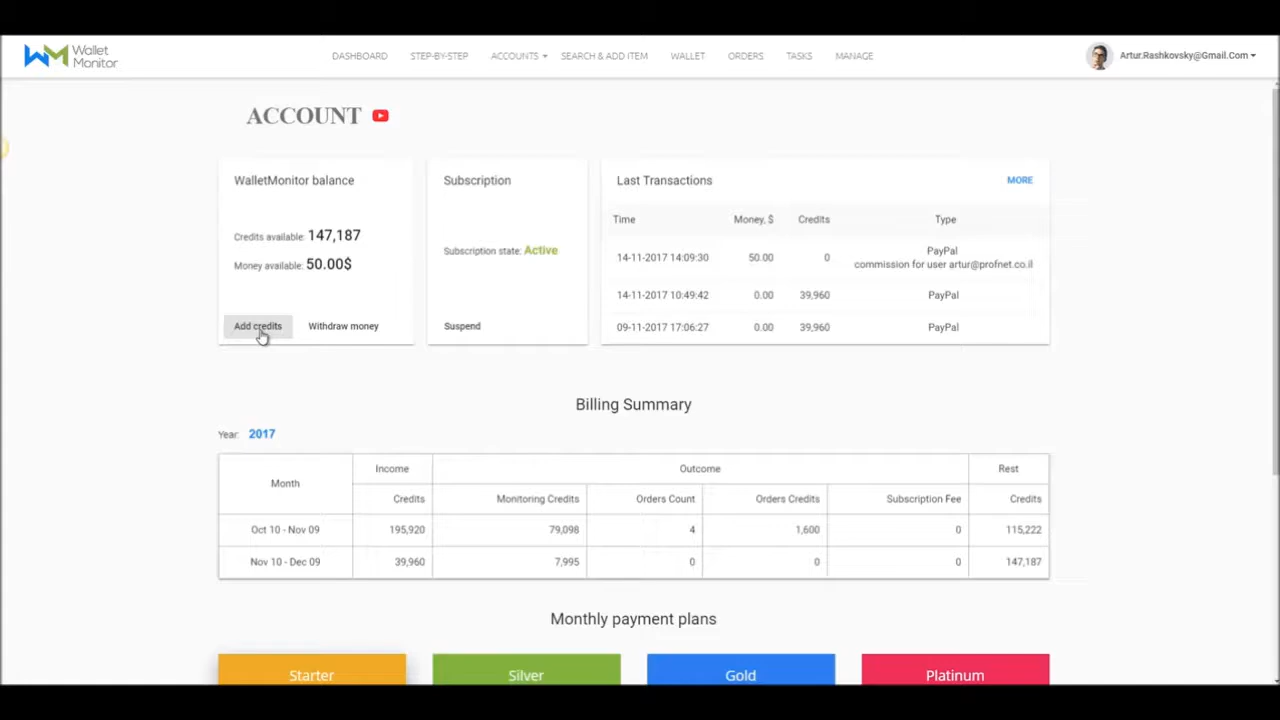 Wallet
Monitor
DASHBOARD STEP-BY-STEP ACCOUNTS SEARCH & ADD ITEM WALLET ORDERS TASKS MANAGE Artur.Rashkovsky@Gmail.Com
ACCOUNT
WalletMonitor balance
Credits available: 147,187
Money available: 50.00$
Add credits Withdraw money
Subscription
Subscription state: Active
Suspend
Last Transactions MORE
Time Money, $ Credits Type
14-11-2017 14:09:30 50.00 0 PayPal
commission for user artur@profnet.co.il
14-11-2017 10:49:42 0.00 39,960 PayPal
09-11-2017 17:06:27 0.00 39,960 PayPal
Billing Summary
Year: 2017
Month Income Outcome Rest
Credits Monitoring Credits Orders Count Orders Credits Subscription Fee Credits
Oct 10 - Nov 09 195,920 79,098 4 1,600 0 115,222
Nov 10 - Dec 09 39,960 7,995 0 0 0 147,187
Monthly payment plans
Starter Silver Gold Platinum